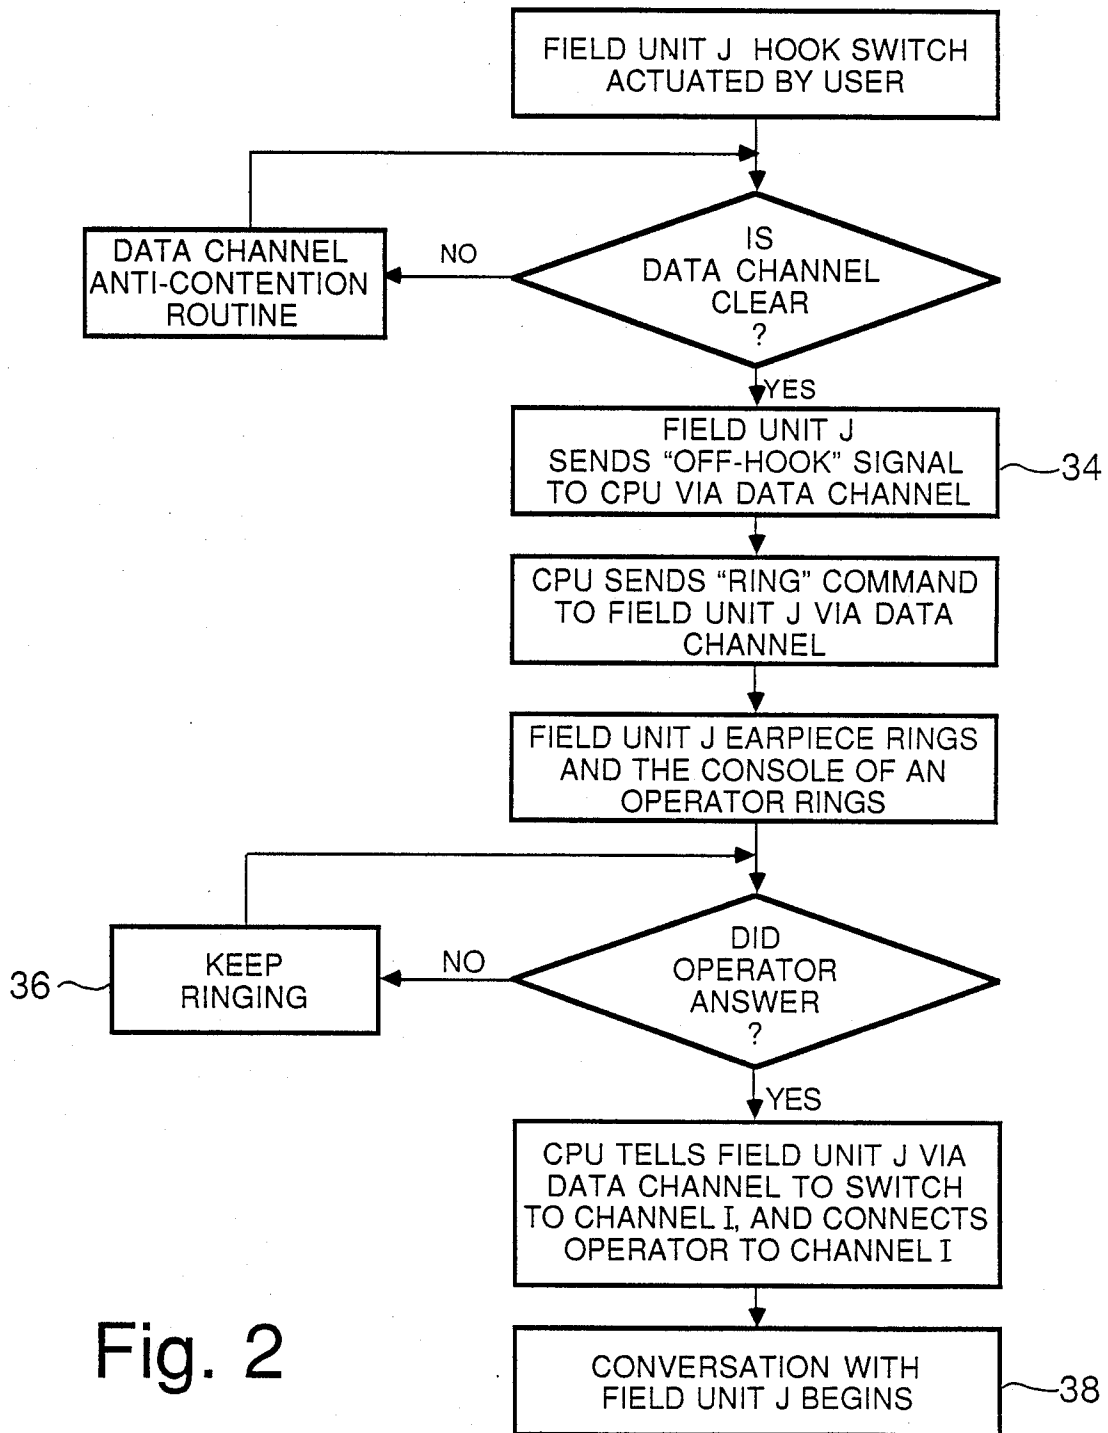 FIELD UNIT J HOOK SWITCH
ACTUATED BY USER
IS
DATA CHANNEL
CLEAR
?
NO
DATA CHANNEL
ANTI-CONTENTION
ROUTINE
YES
FIELD UNIT J
SENDS “OFF-HOOK” SIGNAL
TO CPU VIA DATA CHANNEL
34
CPU SENDS “RING” COMMAND
TO FIELD UNIT J VIA DATA
CHANNEL
FIELD UNIT J EARPIECE RINGS
AND THE CONSOLE OF AN
OPERATOR RINGS
DID
OPERATOR
ANSWER
?
NO
KEEP
RINGING
36
YES
CPU TELLS FIELD UNIT J VIA
DATA CHANNEL TO SWITCH
TO CHANNEL I, AND CONNECTS
OPERATOR TO CHANNEL I
CONVERSATION WITH
FIELD UNIT J BEGINS
38
Fig. 2